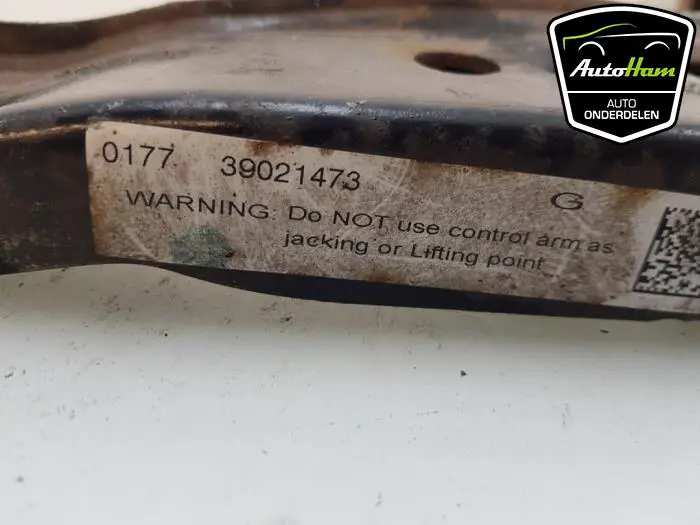 AutoHam
AUTO
ONDERDELEN
0177 39021473 G
WARNING: Do NOT use control arm as
jacking or Lifting point